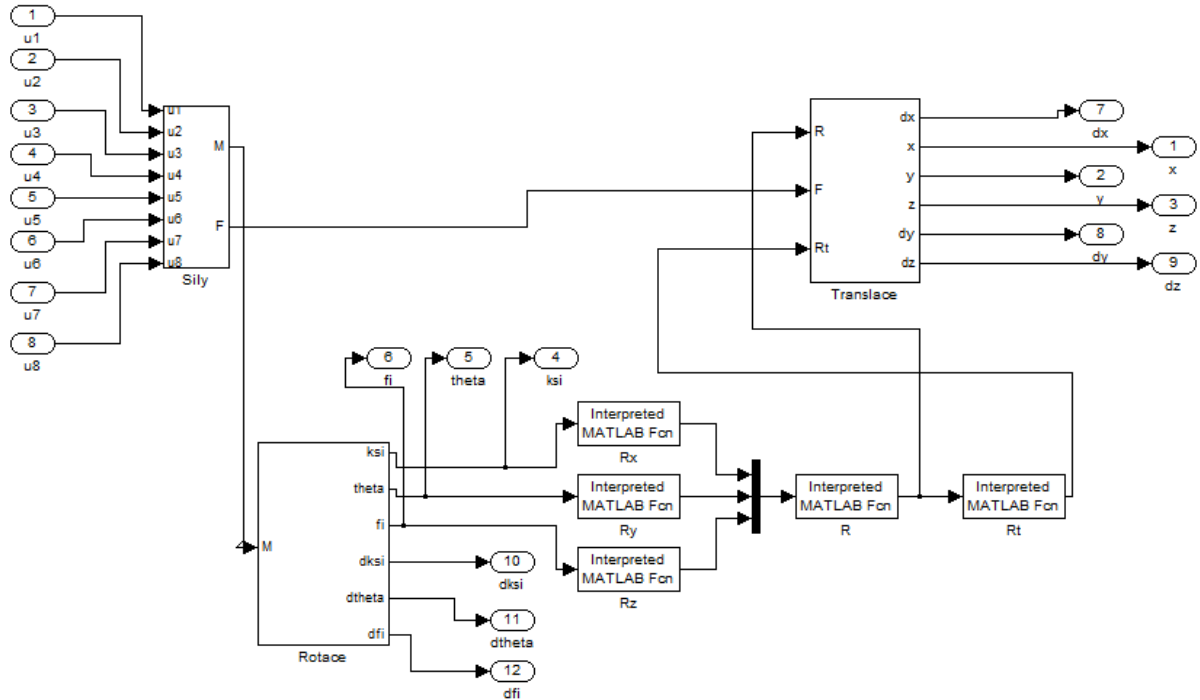 1
u1
2
u2
3
u3
4
u4
5
u5
6
u6
7
u7
8
u8
u1
u2
u3
u4
u5
u6
u7
u8
M
F
Sily
R
F
Rt
dx
x
y
z
dy
dz
Translace
7
dx
1
x
2
y
3
z
8
dy
9
dz
6
fi
5
theta
4
ksi
M
ksi
theta
fi
dksi
dtheta
dfi
Rotace
Interpreted
MATLAB Fcn
Rx
Interpreted
MATLAB Fcn
Ry
Interpreted
MATLAB Fcn
Rz
Interpreted
MATLAB Fcn
R
Interpreted
MATLAB Fcn
Rt
10
dksi
11
dtheta
12
dfi